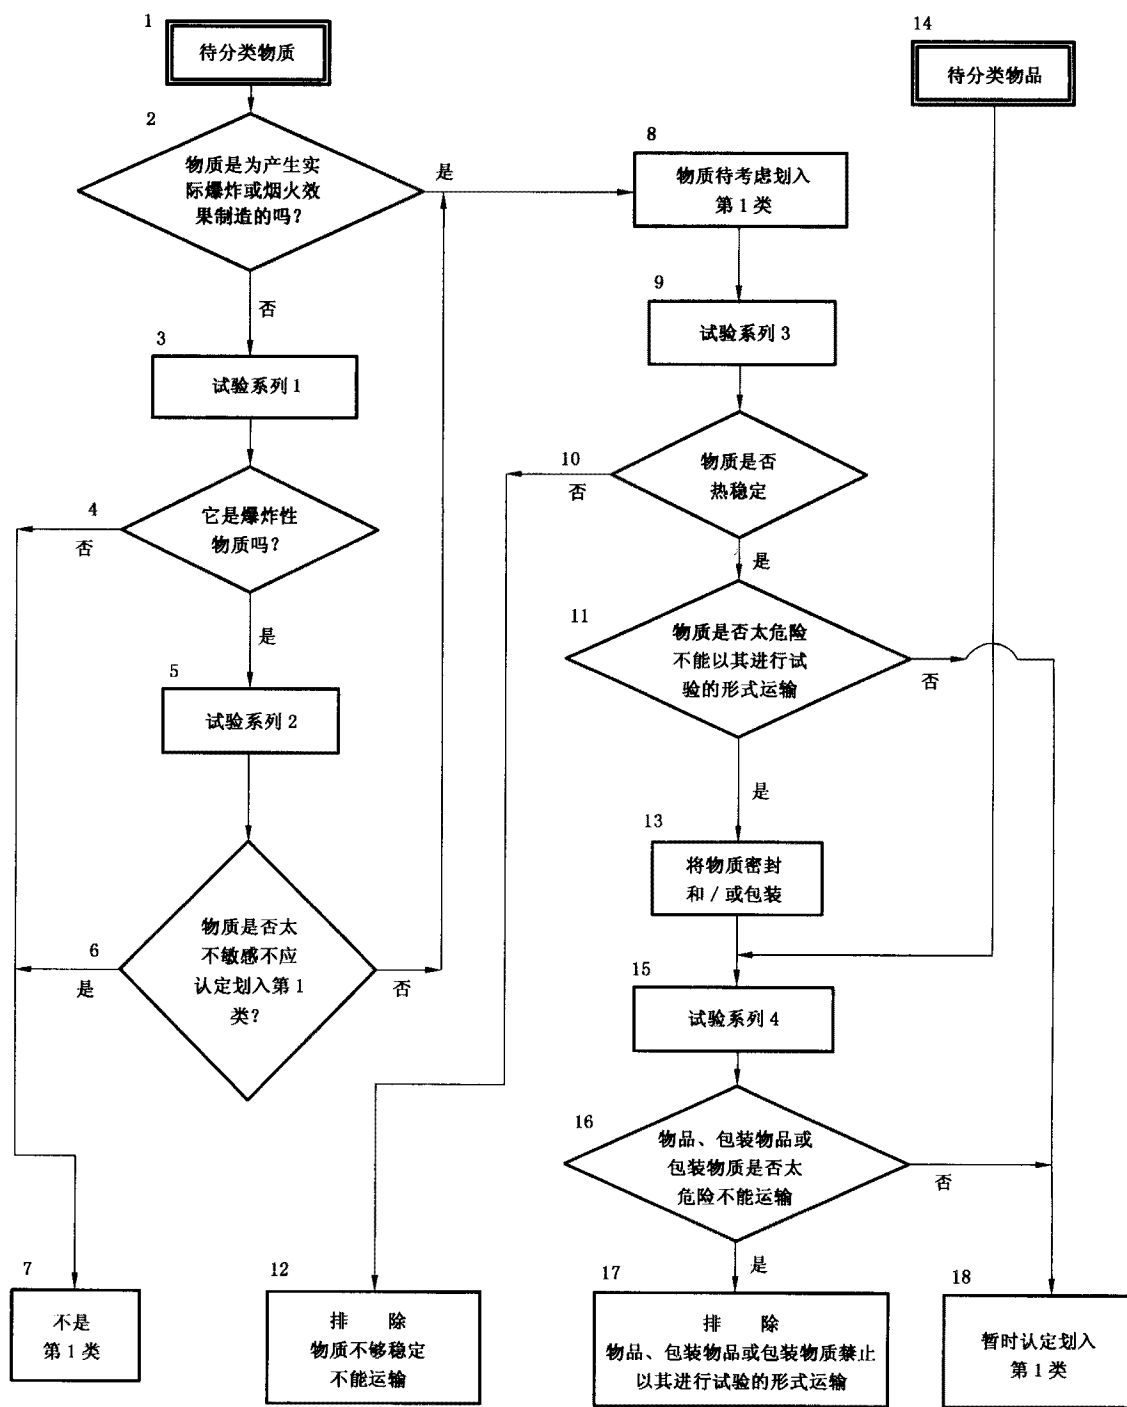 1
待分类物质
14
待分类物品
2
物质是为产生实
际爆炸或烟火效
果制造的吗？
是
8
物质待考虑划入
第 1 类
否
9
试验系列 3
3
试验系列 1
10
否
物质是否
热稳定
4
否
它是爆炸性
物质吗？
是
11
物质是否太危险
不能以其进行试
验的形式运输
否
是
5
试验系列 2
是
13
将物质密封
和 / 或包装
6
是
物质是否太
不敏感不应
认定划入第 1
类？
否
15
试验系列 4
16
物品、包装物品或
包装物质是否太
危险不能运输
否
是
7
不是
第 1 类
12
排 除
物质不够稳定
不能运输
17
排 除
物品、包装物品或包装物质禁止
以其进行试验的形式运输
18
暂时认定划入
第 1 类